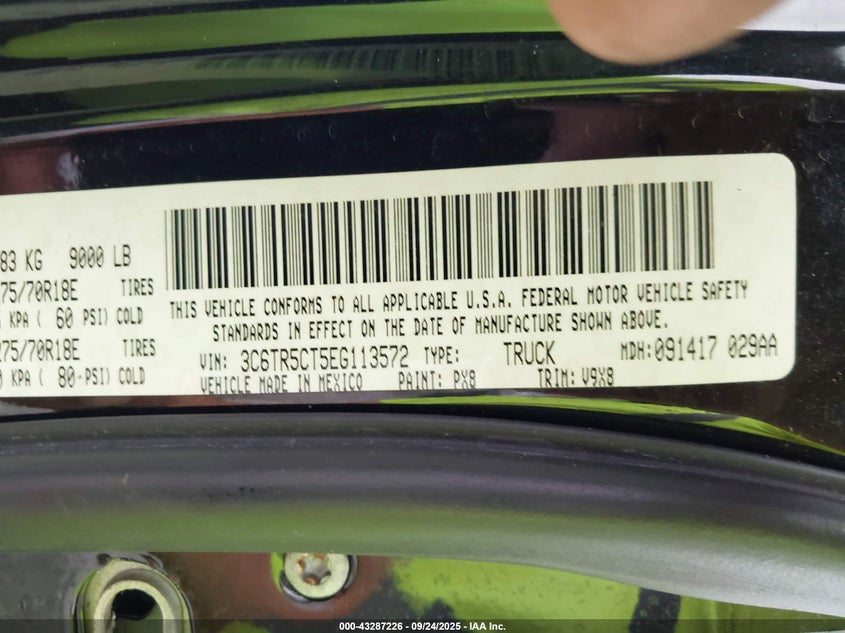 83 KG 9000 LB
75/70R18E TIRES
KPA ( 60 PSI) COLD
75/70R18E
KPA ( 80-PSI) COLD
THIS VEHICLE CONFORMS TO ALL APPLICABLE U.S.A. FEDERAL MOTOR VEHICLE SAFETY
STANDARDS IN EFFECT ON THE DATE OF MANUFACTURE SHOWN ABOVE.
VIN: 3C6TR5CT5EG113572 TYPE: TRUCK MDH:091417 029AA
VEHICLE MADE IN MEXICO PAINT: PX8 TRIM: V9X8
000-43287226 - 09/24/2025 - IAA Inc.